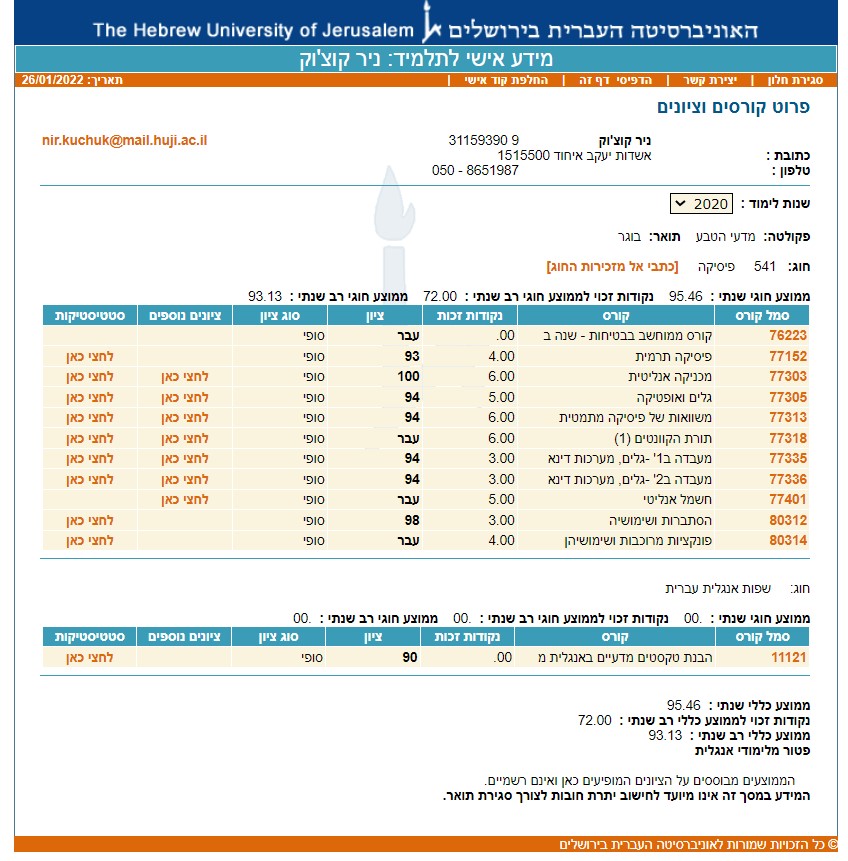 האוניברסיטה העברית בירושלים The Hebrew University of Jerusalem
מידע אישי לתלמיד: ניר קוצ'וק
סגירת חלון | יצירת קשר | הדפיסי דף זה | החלפת קוד אישי | תאריך: 26/01/2022
פרוט קורסים וציונים
ניר קוצ'וק 31159390 9 nir.kuchuk@mail.huji.ac.il
כתובת : אשדות יעקב איחוד 1515500
טלפון : 050 - 8651987
שנות לימוד : 2020
פקולטה: מדעי הטבע תואר: בוגר
חוג: 541 פיסיקה [כתבי אל מזכירות החוג]
ממוצע חוגי שנתי : 95.46 נקודות זכוי לממוצע חוגי רב שנתי : 72.00 ממוצע חוגי רב שנתי : 93.13
סמל קורס קורס נקודות זכות ציון סוג ציון ציונים נוספים סטטיסטיקות
76223 קורס ממוחשב בבטיחות - שנה ב .00 עבר סופי
77152 פיסיקה תרמית 4.00 93 סופי לחצי כאן
77303 מכניקה אנליטית 6.00 100 סופי לחצי כאן לחצי כאן
77305 גלים ואופטיקה 5.00 94 סופי לחצי כאן לחצי כאן
77313 משוואות של פיסיקה מתמטית 6.00 94 סופי לחצי כאן לחצי כאן
77318 תורת הקוונטים (1) 6.00 עבר סופי לחצי כאן לחצי כאן
77335 מעבדה ב1' -גלים, מערכות דינא 3.00 94 סופי לחצי כאן לחצי כאן
77336 מעבדה ב2' -גלים, מערכות דינא 3.00 94 סופי לחצי כאן לחצי כאן
77401 חשמל אנליטי 5.00 עבר סופי לחצי כאן
80312 הסתברות ושימושיה 3.00 98 סופי לחצי כאן
80314 פונקציות מרוכבות ושימושיהן 4.00 עבר סופי לחצי כאן
חוג: שפות אנגלית עברית
ממוצע חוגי שנתי : .00 נקודות זכוי לממוצע חוגי רב שנתי : .00 ממוצע חוגי רב שנתי : .00
סמל קורס קורס נקודות זכות ציון סוג ציון ציונים נוספים סטטיסטיקות
11121 הבנת טקסטים מדעיים באנגלית מ .00 90 סופי לחצי כאן
ממוצע כללי שנתי : 95.46
נקודות זכוי לממוצע כללי רב שנתי : 72.00
ממוצע כללי רב שנתי : 93.13
פטור מלימודי אנגלית
הממוצעים מבוססים על הציונים המופיעים כאן ואינם רשמיים.
המידע במסך זה אינו מיועד לחישוב יתרת חובות לצורך סגירת תואר.
© כל הזכויות שמורות לאוניברסיטה העברית בירושלים